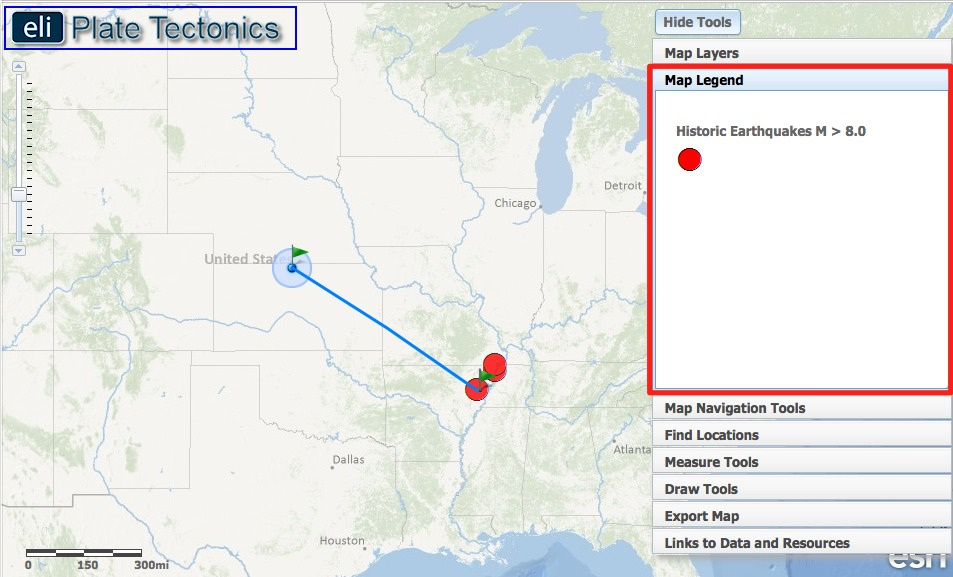 eli Plate Tectonics
Hide Tools
Map Layers
Map Legend
Historic Earthquakes M > 8.0
Detroit
Chicago
United Sta
Map Navigation Tools
Find Locations
Atlanta
Measure Tools
Dallas
Draw Tools
Export Map
Houston
Links to Data and Resources
0 150 300mi
esri